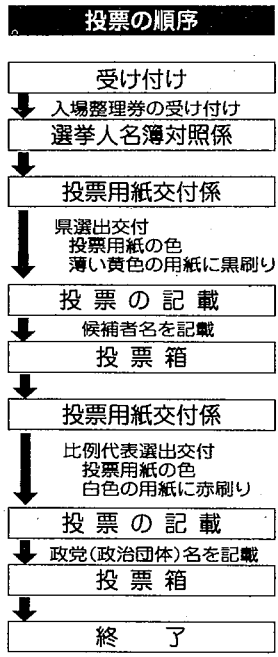 投票の順序
受け付け
入場整理券の受け付け
選挙人名簿対照係
投票用紙交付係
県選出交付
投票用紙の色
薄い黄色の用紙に黒刷り
投票の記載
候補者名を記載
投票箱
投票用紙交付係
比例代表選出交付
投票用紙の色
白色の用紙に赤刷り
投票の記載
政党(政治団体)名を記載
投票箱
終了